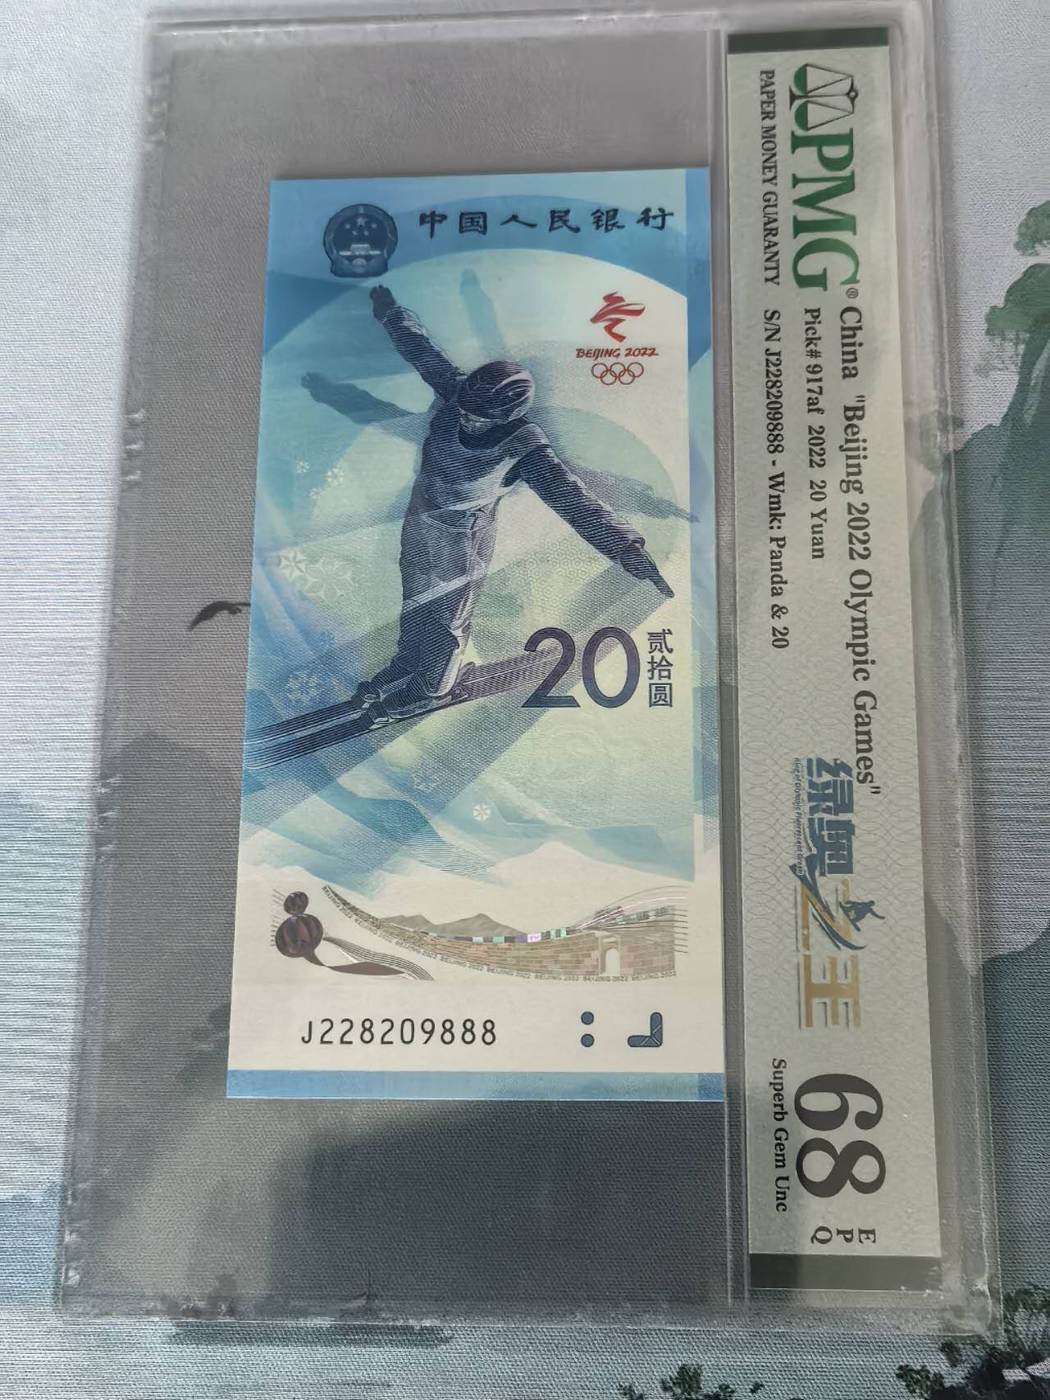 中国人民银行
BEIJING 2022
20
贰拾圆
J228209888
PMG®
PAPER MONEY GUARANTY
China "Beijing 2022 Olympic Games"
Pick# 917af 2022 20 Yuan
S/N J228209888 - Wmk: Panda & 20
绿奥之王
68
EPQ
Superb Gem Unc